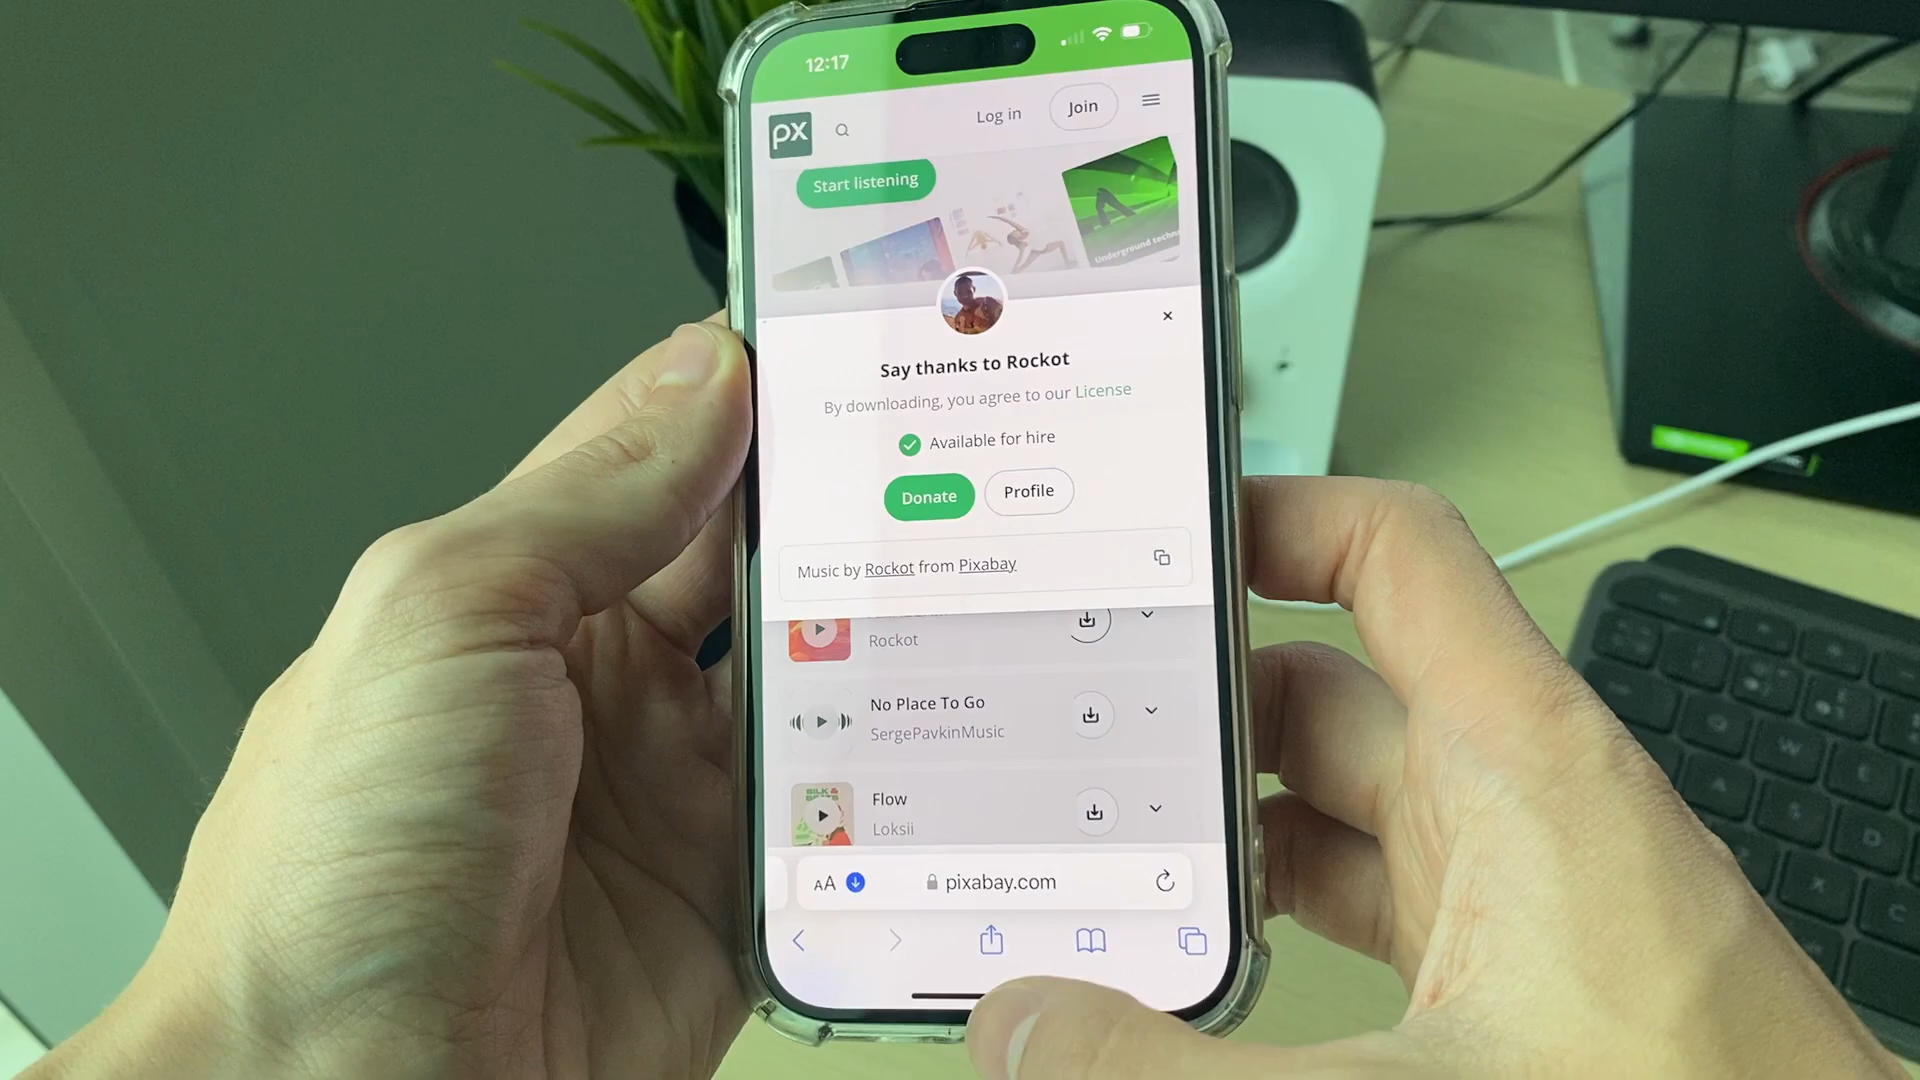 12:17
px
Log in
Join
Start listening
Underground techn
Say thanks to Rockot
By downloading, you agree to our License
Available for hire
Donate
Profile
Music by Rockot from Pixabay
Rockot
No Place To Go
SergePavkinMusic
Flow
Loksii
AA
pixabay.com